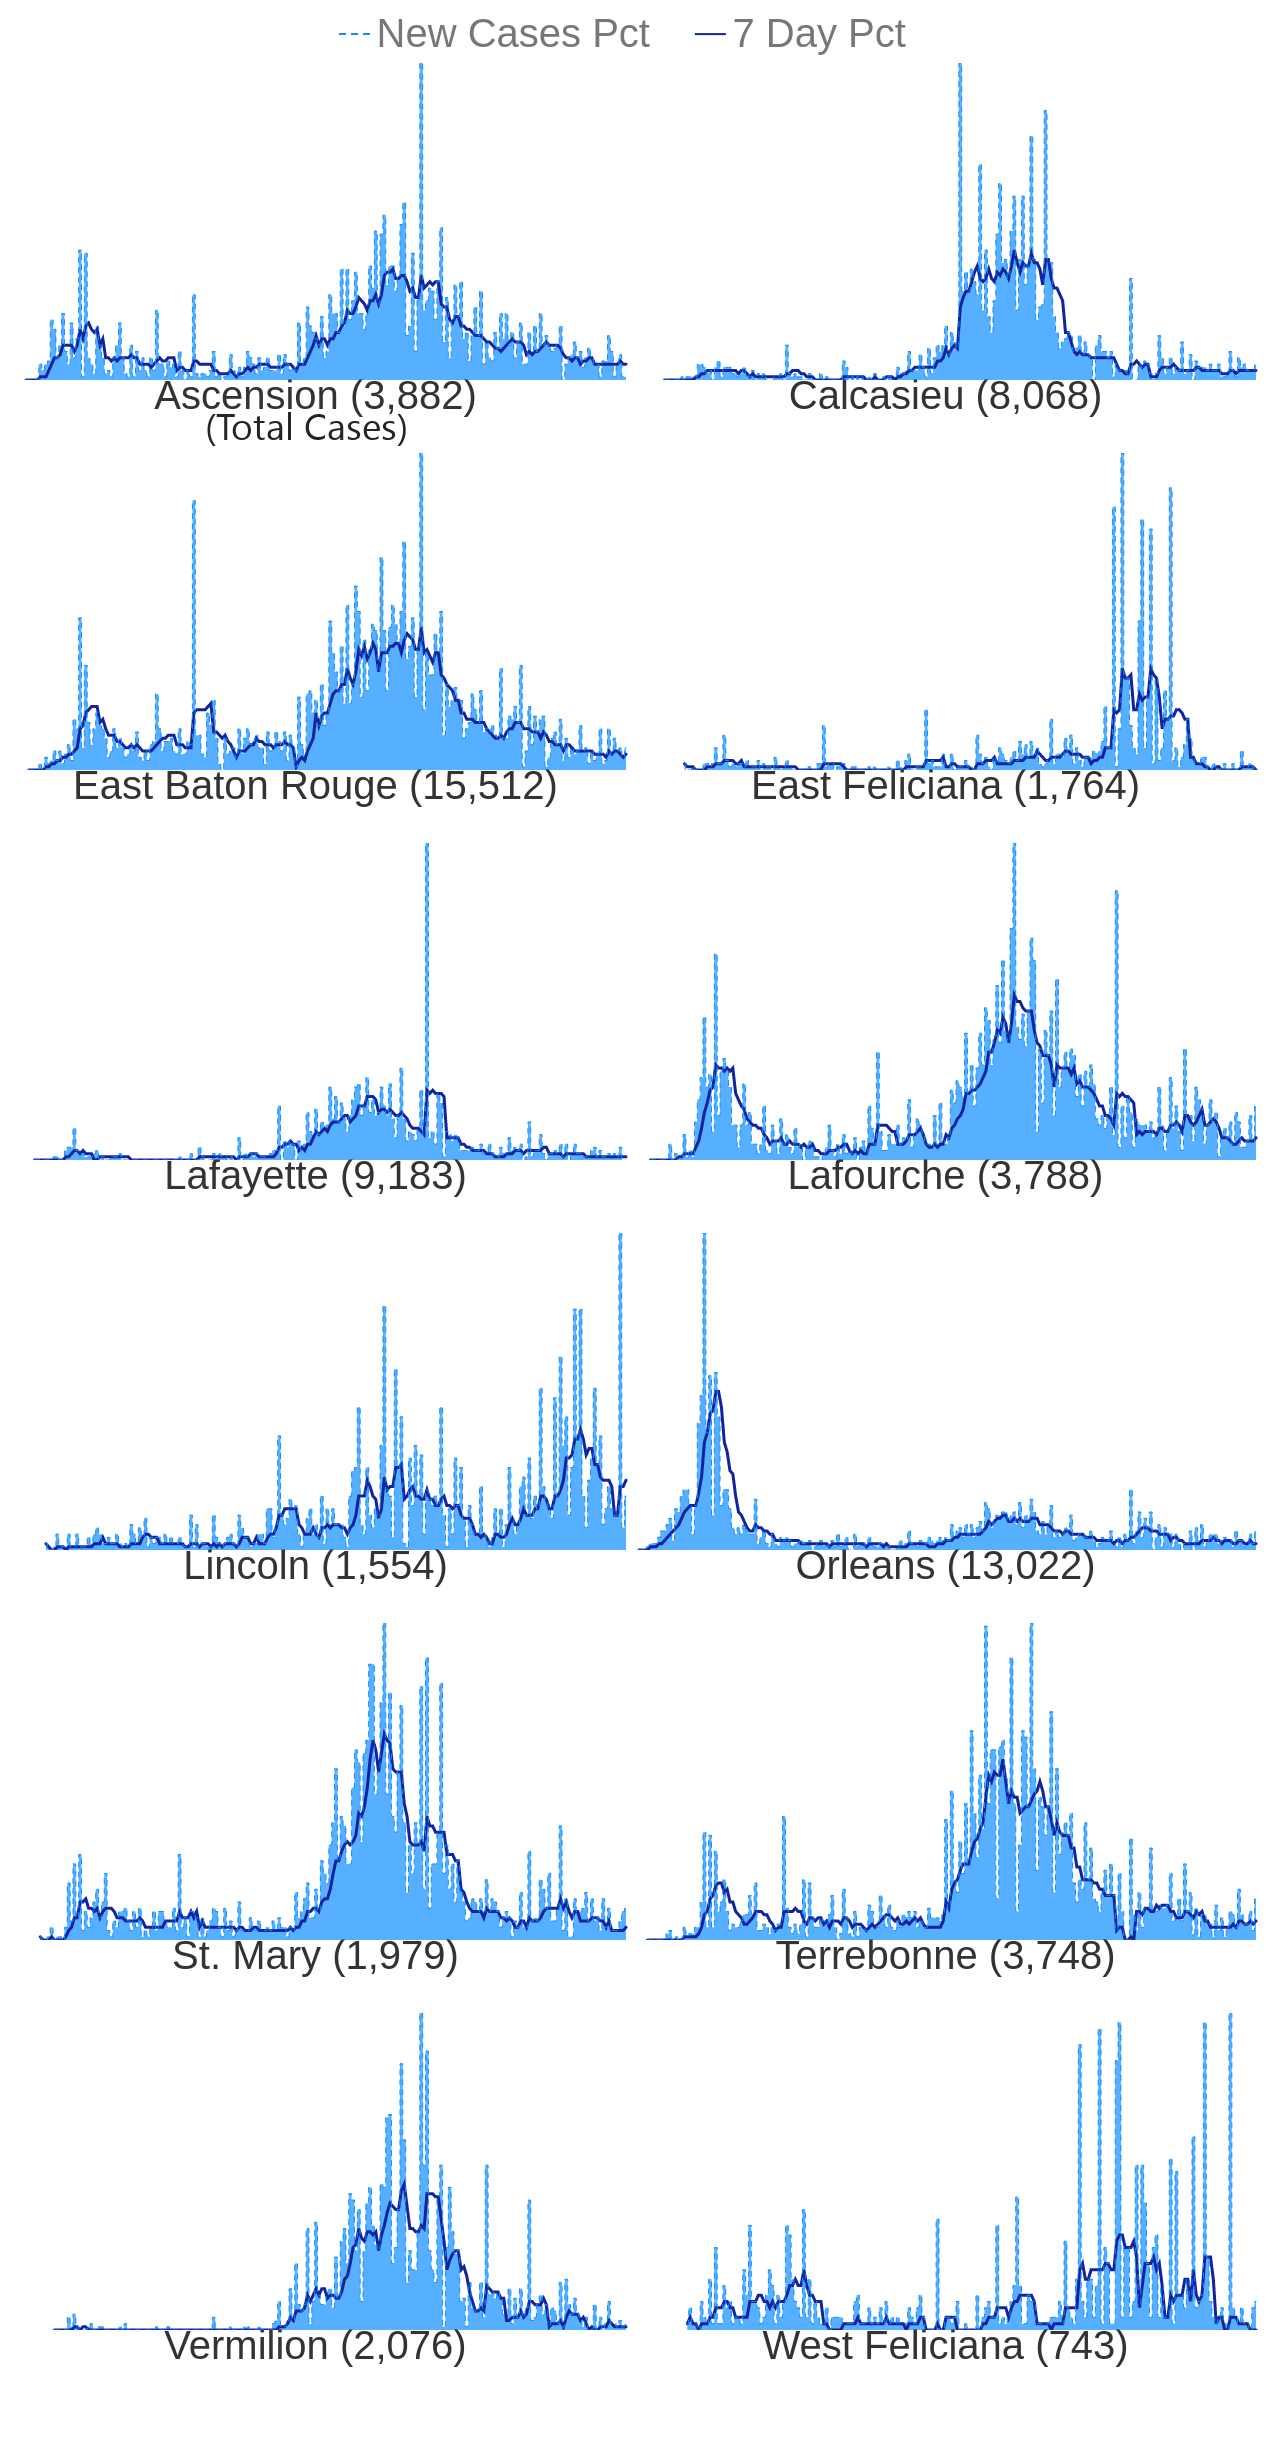 New Cases Pct 7 Day Pct
Ascension (3,882) Calcasieu (8,068)
(Total Cases)
East Baton Rouge (15,512) East Feliciana (1,764)
Lafayette (9,183) Lafourche (3,788)
Lincoln (1,554) Orleans (13,022)
St. Mary (1,979) Terrebonne (3,748)
Vermilion (2,076) West Feliciana (743)